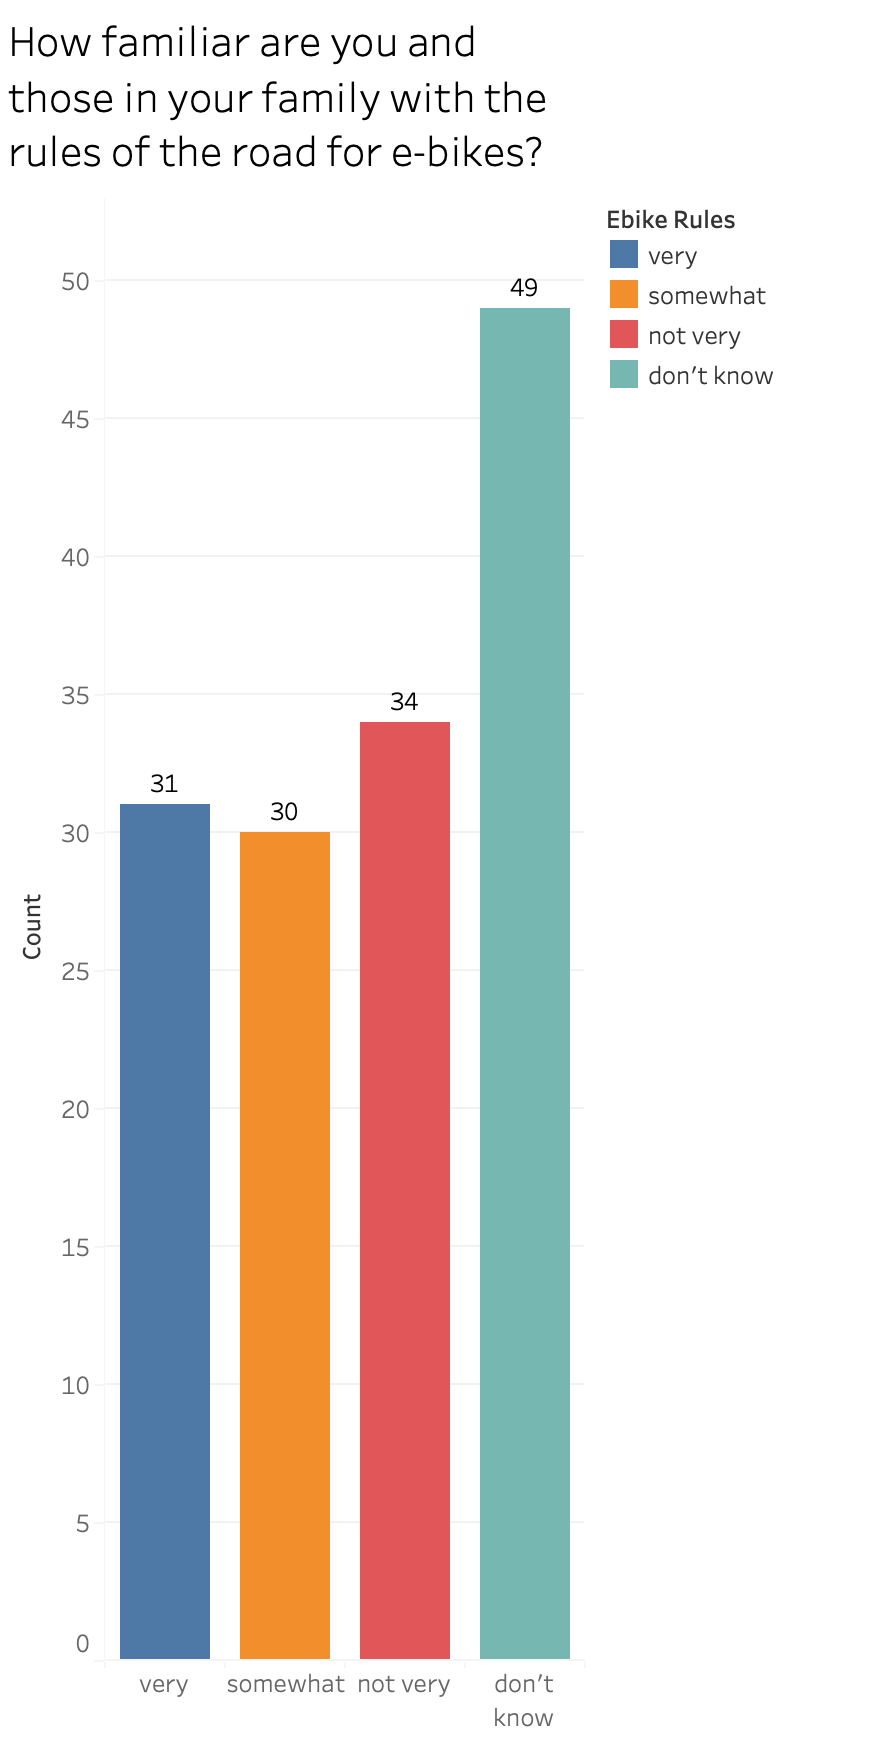 How familiar are you and
those in your family with the
rules of the road for e-bikes?
Ebike Rules
very
somewhat
not very
don't know
50
45
40
35
30
25
20
15
10
5
0
Count
31
30
34
49
very
somewhat
not very
don't
know